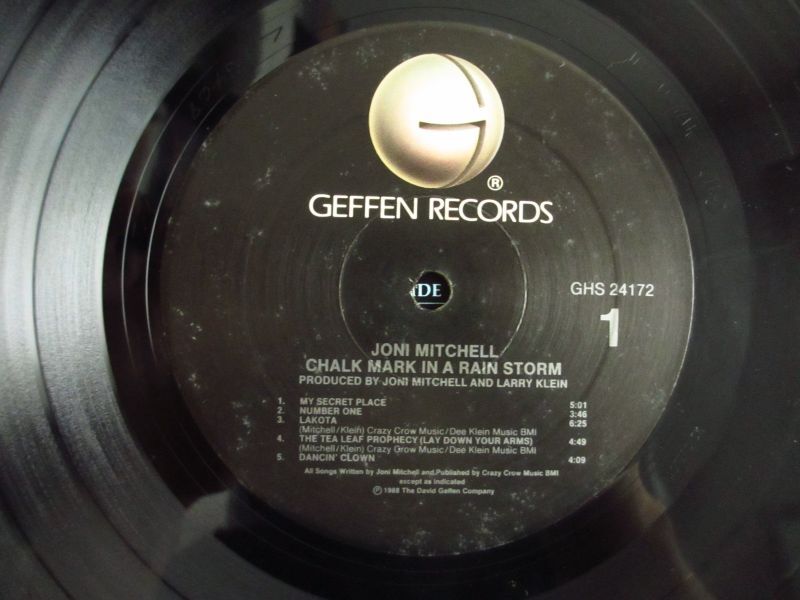 ®
GEFFEN RECORDS
GHS 24172
1
JONI MITCHELL
CHALK MARK IN A RAIN STORM
PRODUCED BY JONI MITCHELL AND LARRY KLEIN
1. MY SECRET PLACE 5:01
2. NUMBER ONE 3:46
3. LAKOTA 6:25
(Mitchell/Klein) Crazy Crow Music/Dee Klein Music BMI
4. THE TEA LEAF PROPHECY (LAY DOWN YOUR ARMS) 4:49
(Mitchell/Klein) Crazy Crow Music/Dee Klein Music BMI
5. DANCIN' CLOWN 4:09
All Songs Written by Joni Mitchell and Published by Crazy Crow Music BMI
except as indicated
℗ 1988 The David Geffen Company